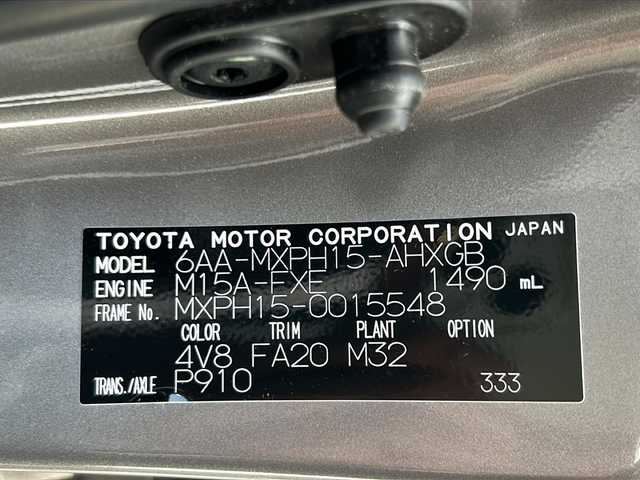 TOYOTA MOTOR CORPORATION JAPAN
MODEL 6AA-MXPH15-AHXGB
ENGINE M15A-FXE 1490 mL
FRAME No. MXPH15-0015548
COLOR TRIM PLANT OPTION
4V8 FA20 M32
TRANS./AXLE P910 333